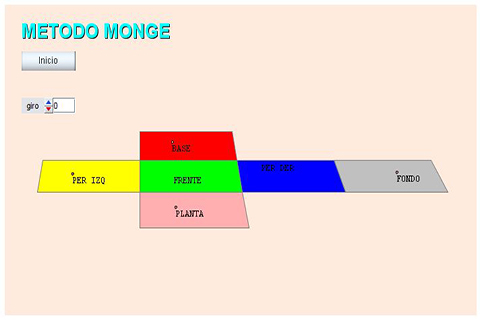 METODO MONGE
Inicio
giro 0
BASE
PER IZQ
FRENTE
PER DER
FONDO
PLANTA